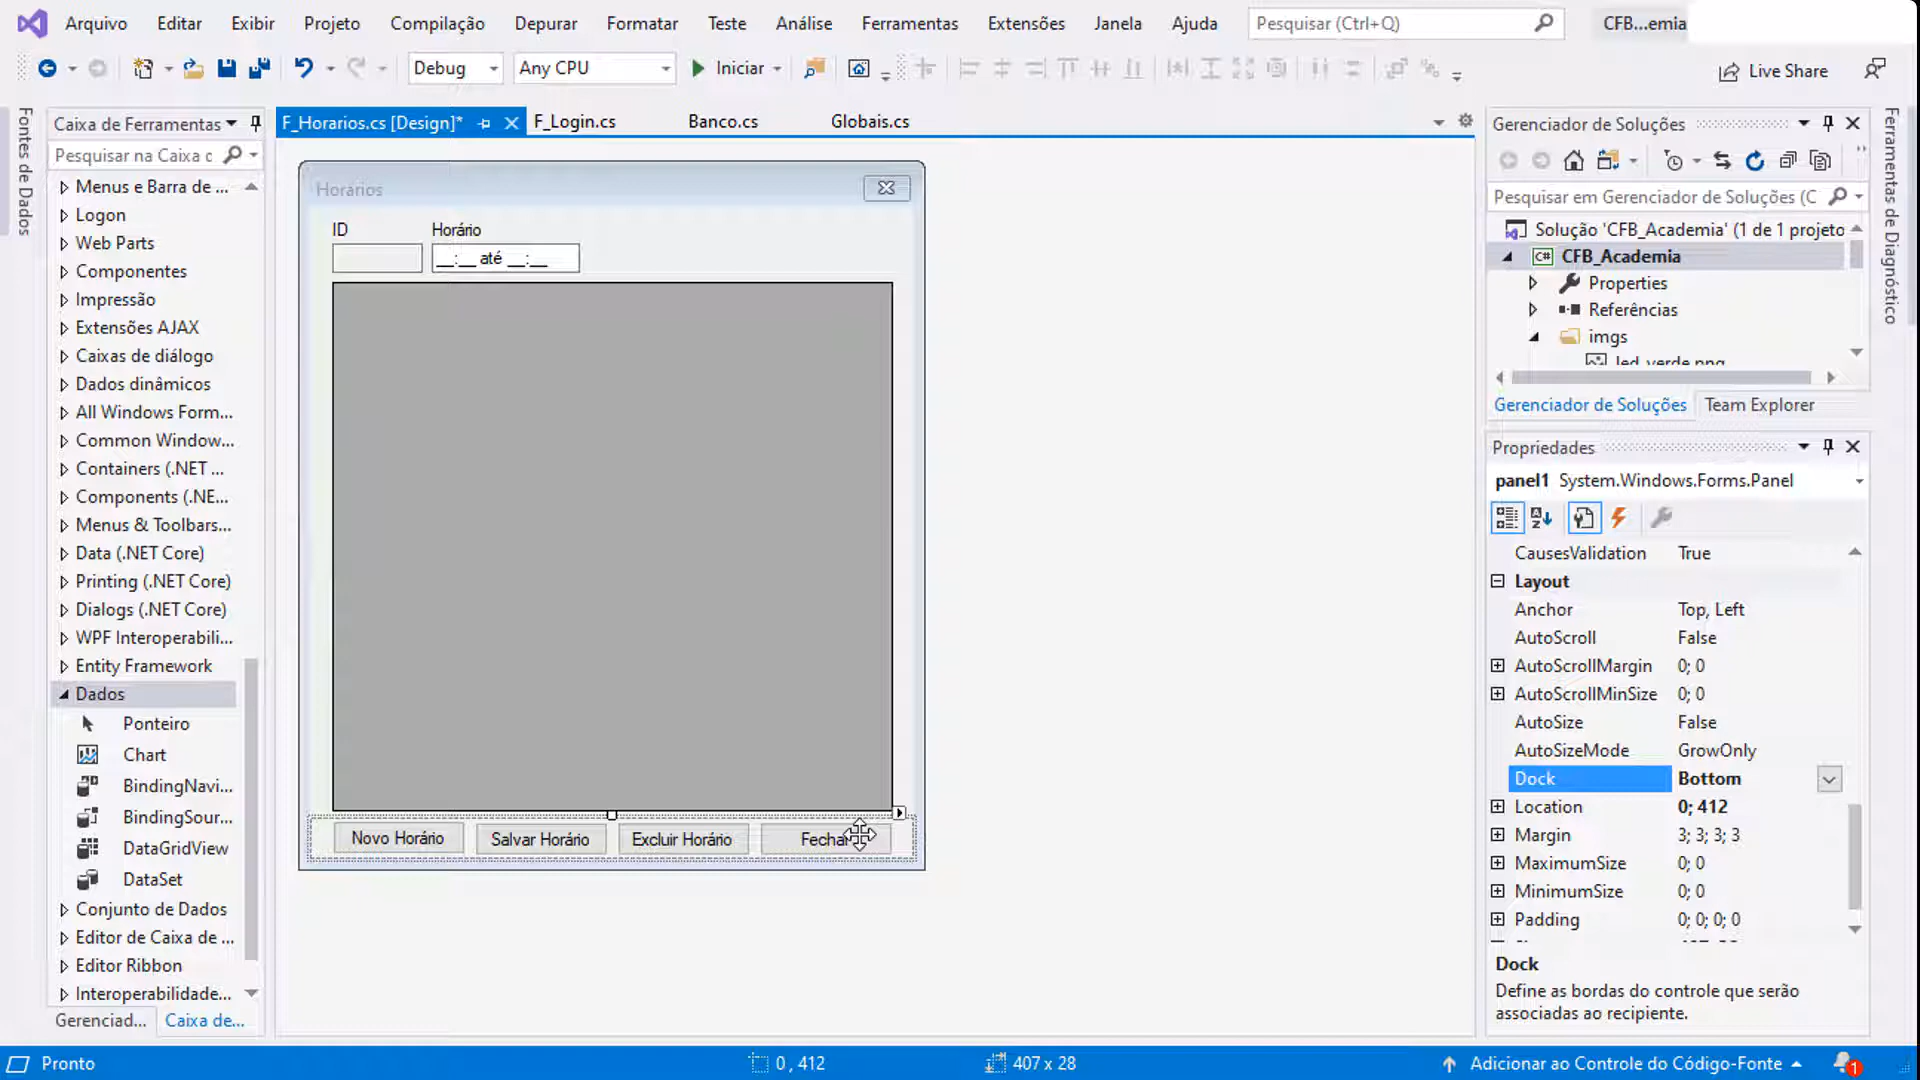 Arquivo Editar Exibir Projeto Compilação Depurar Formatar Teste Análise Ferramentas Extensões Janela Ajuda Pesquisar (Ctrl+Q) CFB...emia
Debug Any CPU Iniciar Live Share
Fontes de Dados
Caixa de Ferramentas
Pesquisar na Caixa c
Menus e Barra de ...
Logon
Web Parts
Componentes
Impressão
Extensões AJAX
Caixas de diálogo
Dados dinâmicos
All Windows Form...
Common Window...
Containers (.NET ...
Components (.NE...
Menus & Toolbars...
Data (.NET Core)
Printing (.NET Core)
Dialogs (.NET Core)
WPF Interoperabili...
Entity Framework
Dados
Ponteiro
Chart
BindingNavi...
BindingSour...
DataGridView
DataSet
Conjunto de Dados
Editor de Caixa de ...
Editor Ribbon
Interoperabilidade...
Gerenciad... Caixa de...
F_Horarios.cs [Design]* F_Login.cs Banco.cs Globais.cs
Horários
ID Horário
__:__ até __:__
Novo Horário Salvar Horário Excluir Horário Fechar
Gerenciador de Soluções
Pesquisar em Gerenciador de Soluções (C
Solução 'CFB_Academia' (1 de 1 projeto
C# CFB_Academia
Properties
Referências
imgs
led_verde.png
Gerenciador de Soluções Team Explorer
Propriedades
panel1 System.Windows.Forms.Panel
CausesValidation True
Layout
Anchor Top, Left
AutoScroll False
AutoScrollMargin 0; 0
AutoScrollMinSize 0; 0
AutoSize False
AutoSizeMode GrowOnly
Dock Bottom
Location 0; 412
Margin 3; 3; 3; 3
MaximumSize 0; 0
MinimumSize 0; 0
Padding 0; 0; 0; 0
Dock
Define as bordas do controle que serão
associadas ao recipiente.
Ferramentas de Diagnóstico
Pronto 0 , 412 407 x 28 Adicionar ao Controle do Código-Fonte 1